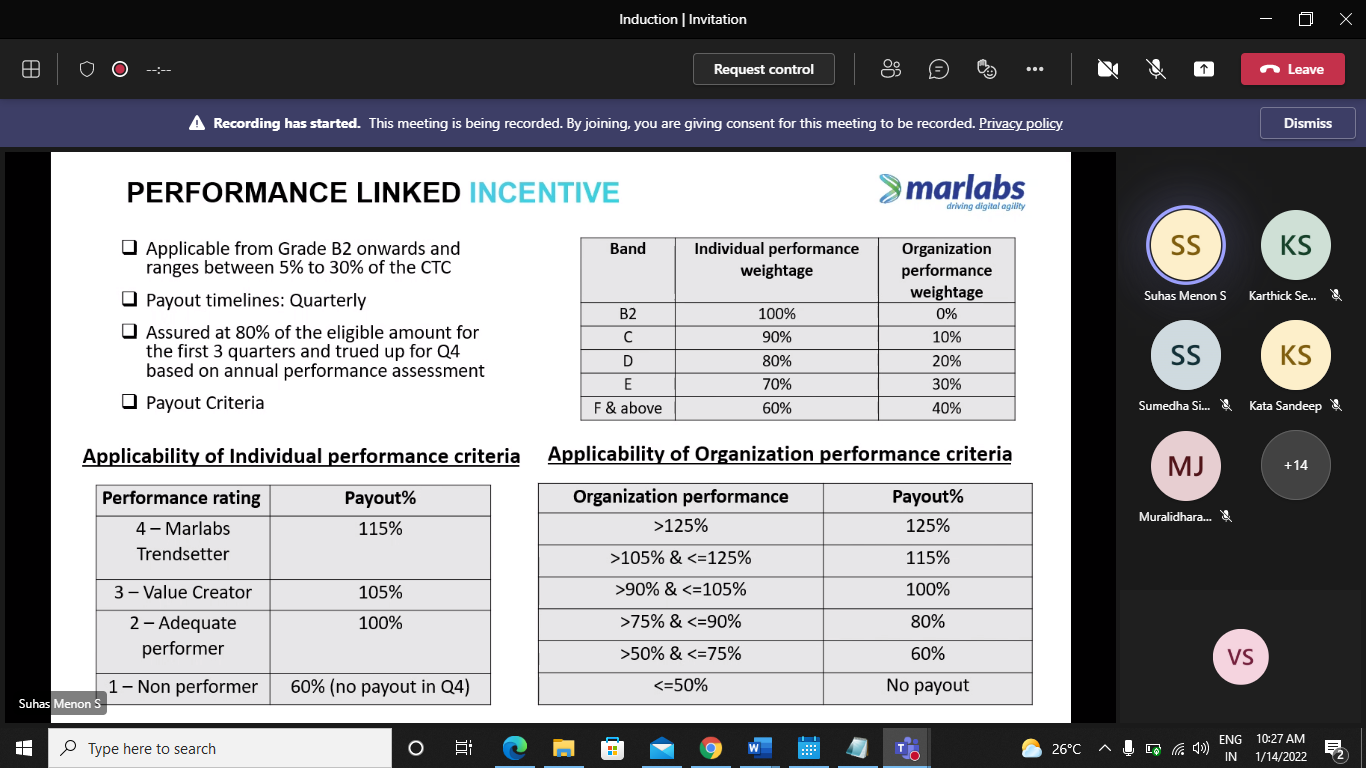 Induction | Invitation
--:--
Request control
Leave
Recording has started. This meeting is being recorded. By joining, you are giving consent for this meeting to be recorded. Privacy policy
Dismiss
PERFORMANCE LINKED INCENTIVE
marlabs
driving digital agility
Applicable from Grade B2 onwards and
ranges between 5% to 30% of the CTC
Payout timelines: Quarterly
Assured at 80% of the eligible amount for
the first 3 quarters and trued up for Q4
based on annual performance assessment
Payout Criteria
Band Individual performance weightage Organization performance weightage
B2 100% 0%
C 90% 10%
D 80% 20%
E 70% 30%
F & above 60% 40%
Applicability of Individual performance criteria
Performance rating Payout%
4 – Marlabs Trendsetter 115%
3 – Value Creator 105%
2 – Adequate performer 100%
1 – Non performer 60% (no payout in Q4)
Applicability of Organization performance criteria
Organization performance Payout%
>125% 125%
>105% & <=125% 115%
>90% & <=105% 100%
>75% & <=90% 80%
>50% & <=75% 60%
<=50% No payout
Suhas Menon S
SS
Suhas Menon S
KS
Karthick Se...
SS
Sumedha Si...
KS
Kata Sandeep
MJ
Muralidhara...
+14
VS
Type here to search
26°C
ENG
IN
10:27 AM
1/14/2022
2